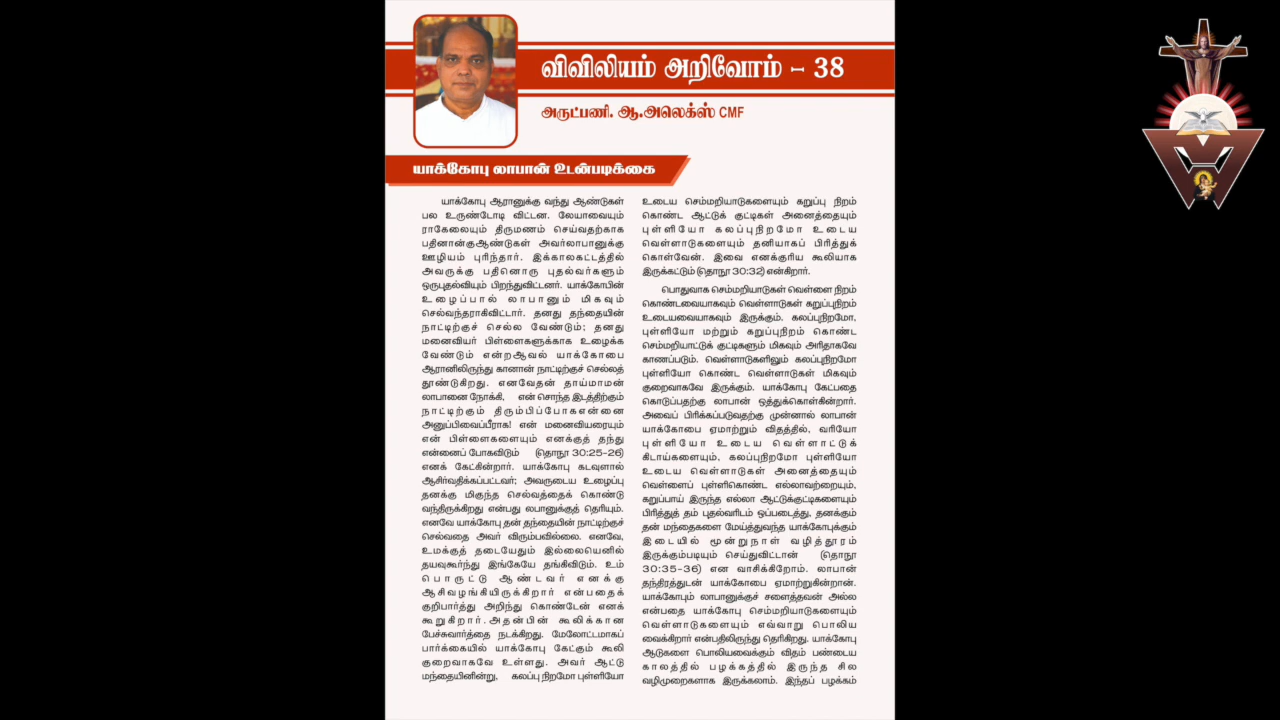 விவிலியம் அறிவோம் - 38
அருட்பணி. ஆ.அலெக்ஸ் CMF
யாக்கோபு லாபான் உடன்படிக்கை
யாக்கோபு ஆரானுக்கு வந்து ஆண்டுகள்
பல உருண்டோடி விட்டன. லேயாவையும்
ராகேலையும் திருமணம் செய்வதற்காக
பதினான்குஆண்டுகள் அவர்லாபானுக்கு
ஊழியம் புரிந்தார். இக்காலகட்டத்தில்
அவருக்கு பதினொரு புதல்வர்களும்
ஒருபுதல்வியும் பிறந்துவிட்டனர். யாக்கோபின்
உழைப்பால் லாபானும் மிகவும்
செல்வந்தராகிவிட்டார். தனது தந்தையின்
நாட்டிற்குச் செல்ல வேண்டும்; தனது
மனைவியர் பிள்ளைகளுக்காக உழைக்க
வேண்டும் என்றஆவல் யாக்கோபை
ஆரானிலிருந்து கானான் நாட்டிற்குச் செல்லத்
தூண்டுகிறது. எனவேதன் தாய்மாமன்
லாபானை நோக்கி, என் சொந்த இடத்திற்கும்
நாட்டிற்கும் திரும்பிப்போகஎன்னை
அனுப்பிவைப்பீராக! என் மனைவியரையும்
என் பிள்ளைகளையும் எனக்குத் தந்து
என்னைப் போகவிடும் (தொநூ 30:25-26)
எனக் கேட்கின்றார். யாக்கோபு கடவுளால்
ஆசிர்வதிக்கப்பட்டவர்; அவருடைய உழைப்பு
தனக்கு மிகுந்த செல்வத்தைக் கொண்டு
வந்திருக்கிறது என்பது லபானுக்குத் தெரியும்.
எனவே யாக்கோபு தன் தந்தையின் நாட்டிற்குச்
செல்வதை அவர் விரும்பவில்லை. எனவே,
உமக்குத் தடையேதும் இல்லையெனில்
தயவுகூர்ந்து இங்கேயே தங்கிவிடும். உம்
பொருட்டு ஆண்டவர் எனக்கு
ஆசிவழங்கியிருக்கிறார் என்பதைக்
குறிபார்த்து அறிந்து கொண்டேன் எனக்
கூறுகிறார்.அதன்பின் கூலிக்கான
பேச்சுவார்த்தை நடக்கிறது. மேலோட்டமாகப்
பார்க்கையில் யாக்கோபு கேட்கும் கூலி
குறைவாகவே உள்ளது. அவர் ஆட்டு
மந்தையினின்று, கலப்பு நிறமோ புள்ளியோ
உடைய செம்மறியாடுகளையும் கறுப்பு நிறம்
கொண்ட ஆட்டுக் குட்டிகள் அனைத்தையும்
புள்ளியோ கலப்புநிறமோ உடைய
வெள்ளாடுகளையும் தனியாகப் பிரித்துக்
கொள்வேன். இவை எனக்குரிய கூலியாக
இருக்கட்டும் (தொநூ 30:32) என்கிறார்.
பொதுவாக செம்மறியாடுகள் வெள்ளை நிறம்
கொண்டவையாகவும் வெள்ளாடுகள் கறுப்புநிறம்
உடையவையாகவும் இருக்கும். கலப்புநிறமோ,
புள்ளியோ மற்றும் கறுப்புநிறம் கொண்ட
செம்மறியாட்டுக் குட்டிகளும் மிகவும் அரிதாகவே
காணப்படும். வெள்ளாடுகளிலும் கலப்புநிறமோ
புள்ளியோ கொண்ட வெள்ளாடுகள் மிகவும்
குறைவாகவே இருக்கும். யாக்கோபு கேட்பதை
கொடுப்பதற்கு லாபான் ஒத்துக்கொள்கின்றார்.
அவைப் பிரிக்கப்படுவதற்கு முன்னால் லாபான்
யாக்கோபை ஏமாற்றும் விதத்தில், வரியோ
புள்ளியோ உடைய வெள்ளாட்டுக்
கிடாய்களையும், கலப்புநிறமோ புள்ளியோ
உடைய வெள்ளாடுகள் அனைத்தையும்
வெள்ளைப் புள்ளிகொண்ட எல்லாவற்றையும்,
கறுப்பாய் இருந்த எல்லா ஆட்டுக்குட்டிகளையும்
பிரித்துத் தம் புதல்வரிடம் ஒப்படைத்து, தனக்கும்
தன் மந்தைகளை மேய்த்துவந்த யாக்கோபுக்கும்
இடையில் மூன்றுநாள் வழித்தூரம்
இருக்கும்படியும் செய்துவிட்டான் (தொநூ
30:35-36) என வாசிக்கிறோம். லாபான்
தந்திரத்துடன் யாக்கோபை ஏமாற்றுகின்றான்.
யாக்கோபும் லாபானுக்குச் சளைத்தவன் அல்ல
என்பதை யாக்கோபு செம்மறியாடுகளையும்
வெள்ளாடுகளையும் எவ்வாறு பொலிய
வைக்கிறார் என்பதிலிருந்து தெரிகிறது. யாக்கோபு
ஆடுகளை பொலியவைக்கும் விதம் பண்டைய
காலத்தில் பழக்கத்தில் இருந்த சில
வழிமுறைகளாக இருக்கலாம். இந்தப் பழக்கம்